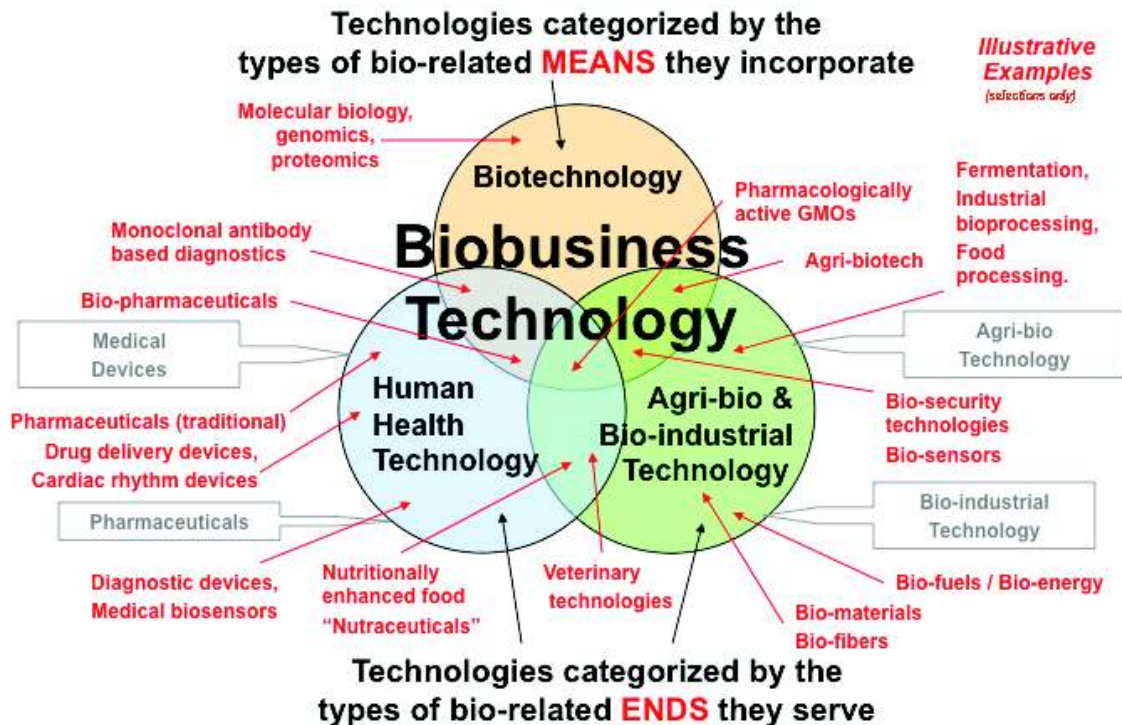 Technologies categorized by the
types of bio-related MEANS they incorporate
Illustrative
Examples
(selections only)
Molecular biology,
genomics,
proteomics
Biotechnology
Pharmacologically
active GMOs
Fermentation,
Industrial
bioprocessing,
Food
processing.
Monoclonal antibody
based diagnostics
Biobusiness
Technology
Agri-biotech
Bio-pharmaceuticals
Medical
Devices
Agri-bio
Technology
Human
Health
Technology
Agri-bio &
Bio-industrial
Technology
Pharmaceuticals (traditional)
Drug delivery devices,
Cardiac rhythm devices
Bio-security
technologies
Bio-sensors
Pharmaceuticals
Bio-industrial
Technology
Diagnostic devices,
Medical biosensors
Nutritionally
enhanced food
“Nutraceuticals”
Veterinary
technologies
Bio-fuels / Bio-energy
Bio-materials
Bio-fibers
Technologies categorized by the
types of bio-related ENDS they serve